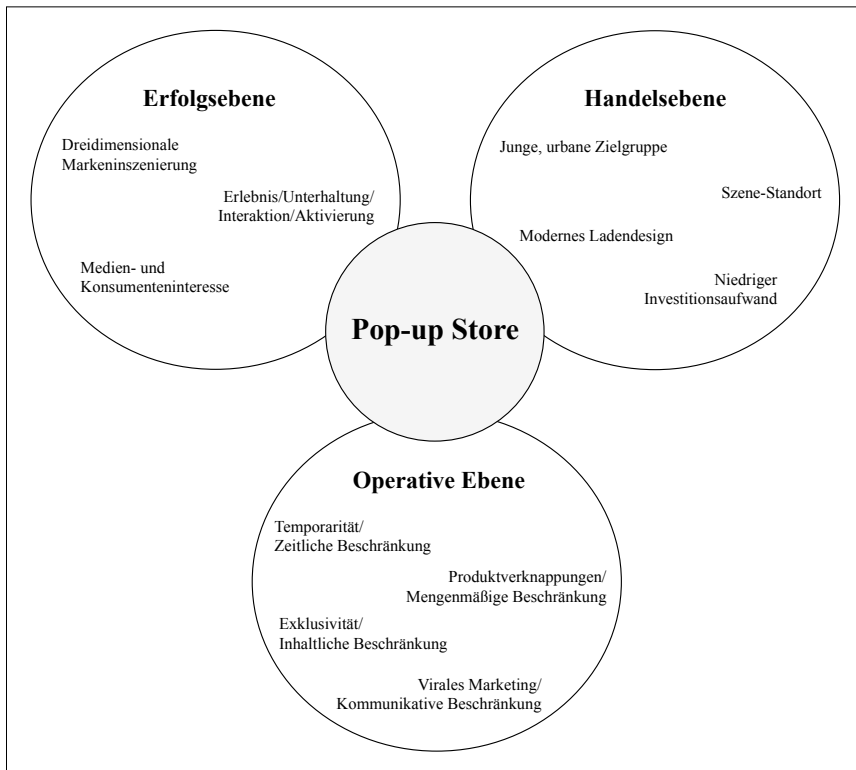 Erfolgsebene
Dreidimensionale
Markeninszenierung
Erlebnis/Unterhaltung/
Interaktion/Aktivierung
Medien- und
Konsumenteninteresse
Handelsebene
Junge, urbane Zielgruppe
Szene-Standort
Modernes Ladendesign
Niedriger
Investitionsaufwand
Pop-up Store
Operative Ebene
Temporarität/
Zeitliche Beschränkung
Produktverknappungen/
Mengenmäßige Beschränkung
Exklusivität/
Inhaltliche Beschränkung
Virales Marketing/
Kommunikative Beschränkung